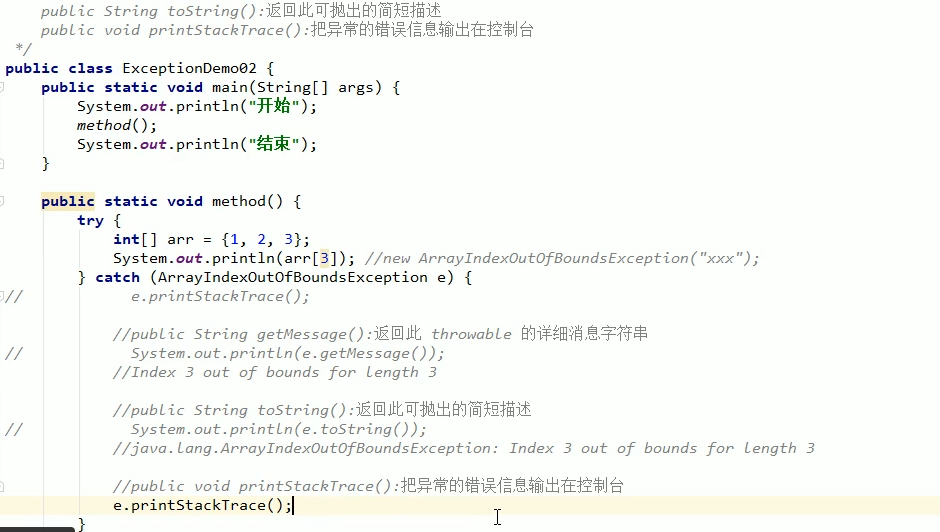 public String toString():返回此可抛出的简短描述
public void printStackTrace():把异常的错误信息输出在控制台
*/
public class ExceptionDemo02 {
public static void main(String[] args) {
System.out.println("开始");
method();
System.out.println("结束");
}
public static void method() {
try {
int[] arr = {1, 2, 3};
System.out.println(arr[3]); //new ArrayIndexOutOfBoundsException("xxx");
} catch (ArrayIndexOutOfBoundsException e) {
// e.printStackTrace();
//public String getMessage():返回此 throwable 的详细消息字符串
// System.out.println(e.getMessage());
//Index 3 out of bounds for length 3
//public String toString():返回此可抛出的简短描述
// System.out.println(e.toString());
//java.lang.ArrayIndexOutOfBoundsException: Index 3 out of bounds for length 3
//public void printStackTrace():把异常的错误信息输出在控制台
e.printStackTrace();
}